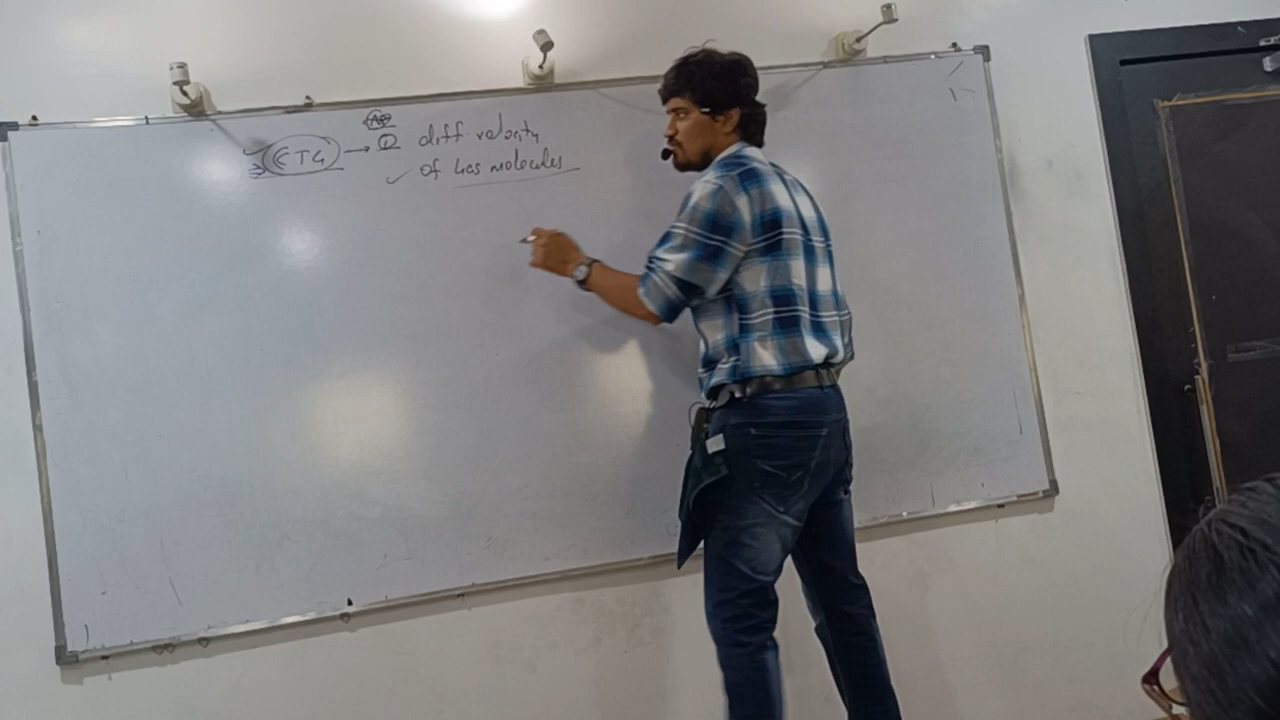 KTG → ① diff velocity
of Gas molecules